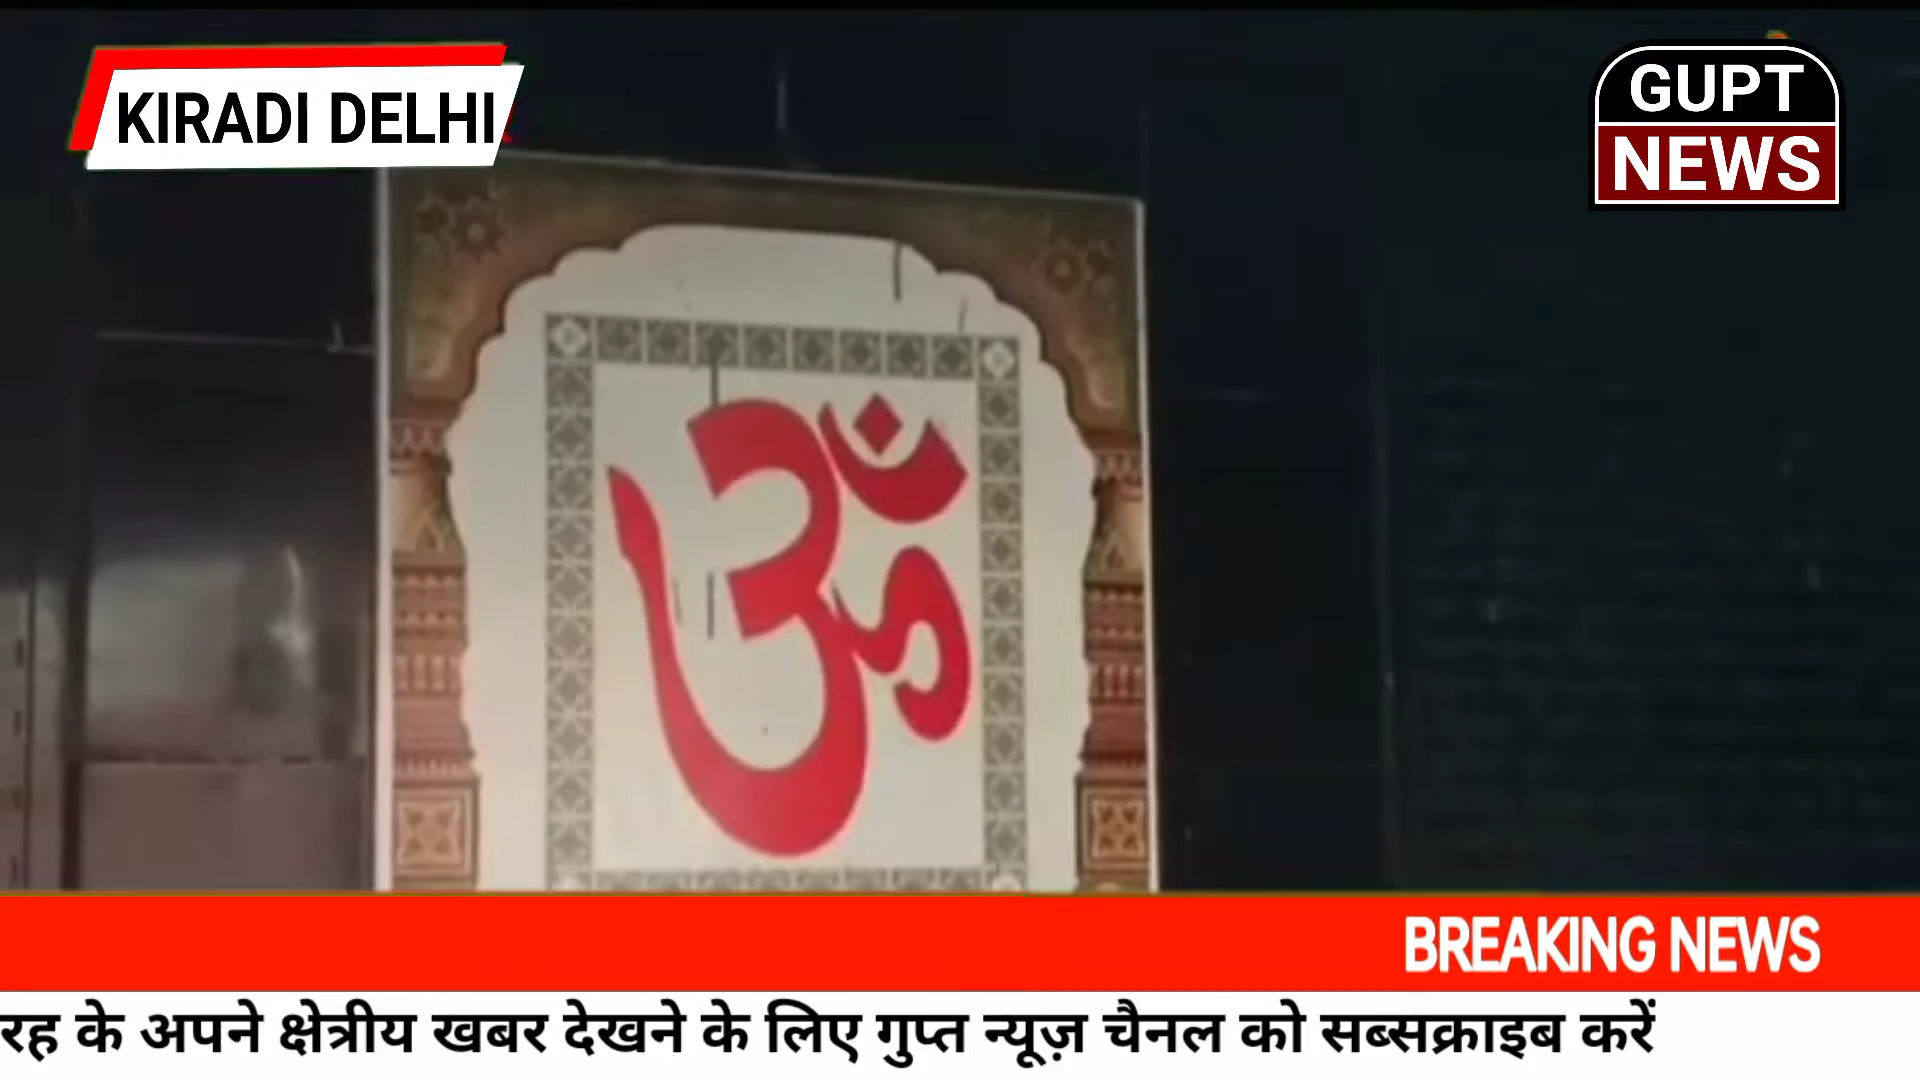 KIRADI DELHI
GUPT
NEWS
ॐ
BREAKING NEWS
रह के अपने क्षेत्रीय खबर देखने के लिए गुप्त न्यूज़ चैनल को सब्सक्राइब करें